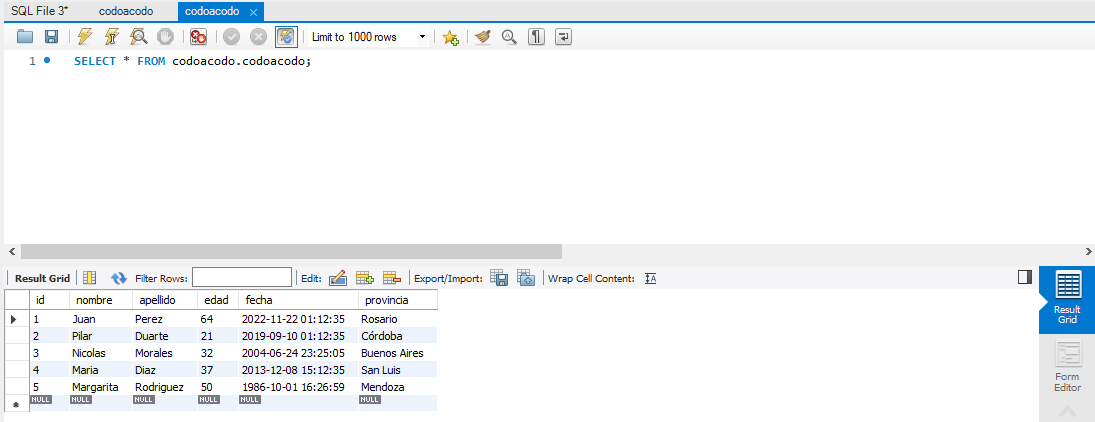 SQL File 3* codoacodo codoacodo
Limit to 1000 rows
1 SELECT * FROM codoacodo.codoacodo;
Result Grid Filter Rows: Edit: Export/Import: Wrap Cell Content:
id nombre apellido edad fecha provincia
1 Juan Perez 64 2022-11-22 01:12:35 Rosario
2 Pilar Duarte 21 2019-09-10 01:12:35 Córdoba
3 Nicolas Morales 32 2004-06-24 23:25:05 Buenos Aires
4 Maria Diaz 37 2013-12-08 15:12:35 San Luis
5 Margarita Rodriguez 50 1986-10-01 16:26:59 Mendoza
NULL NULL NULL NULL NULL NULL
Result
Grid
Form
Editor